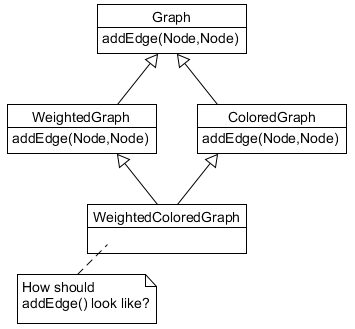 Graph
addEdge(Node,Node)
WeightedGraph
addEdge(Node,Node)
ColoredGraph
addEdge(Node,Node)
WeightedColoredGraph
How should
addEdge() look like?